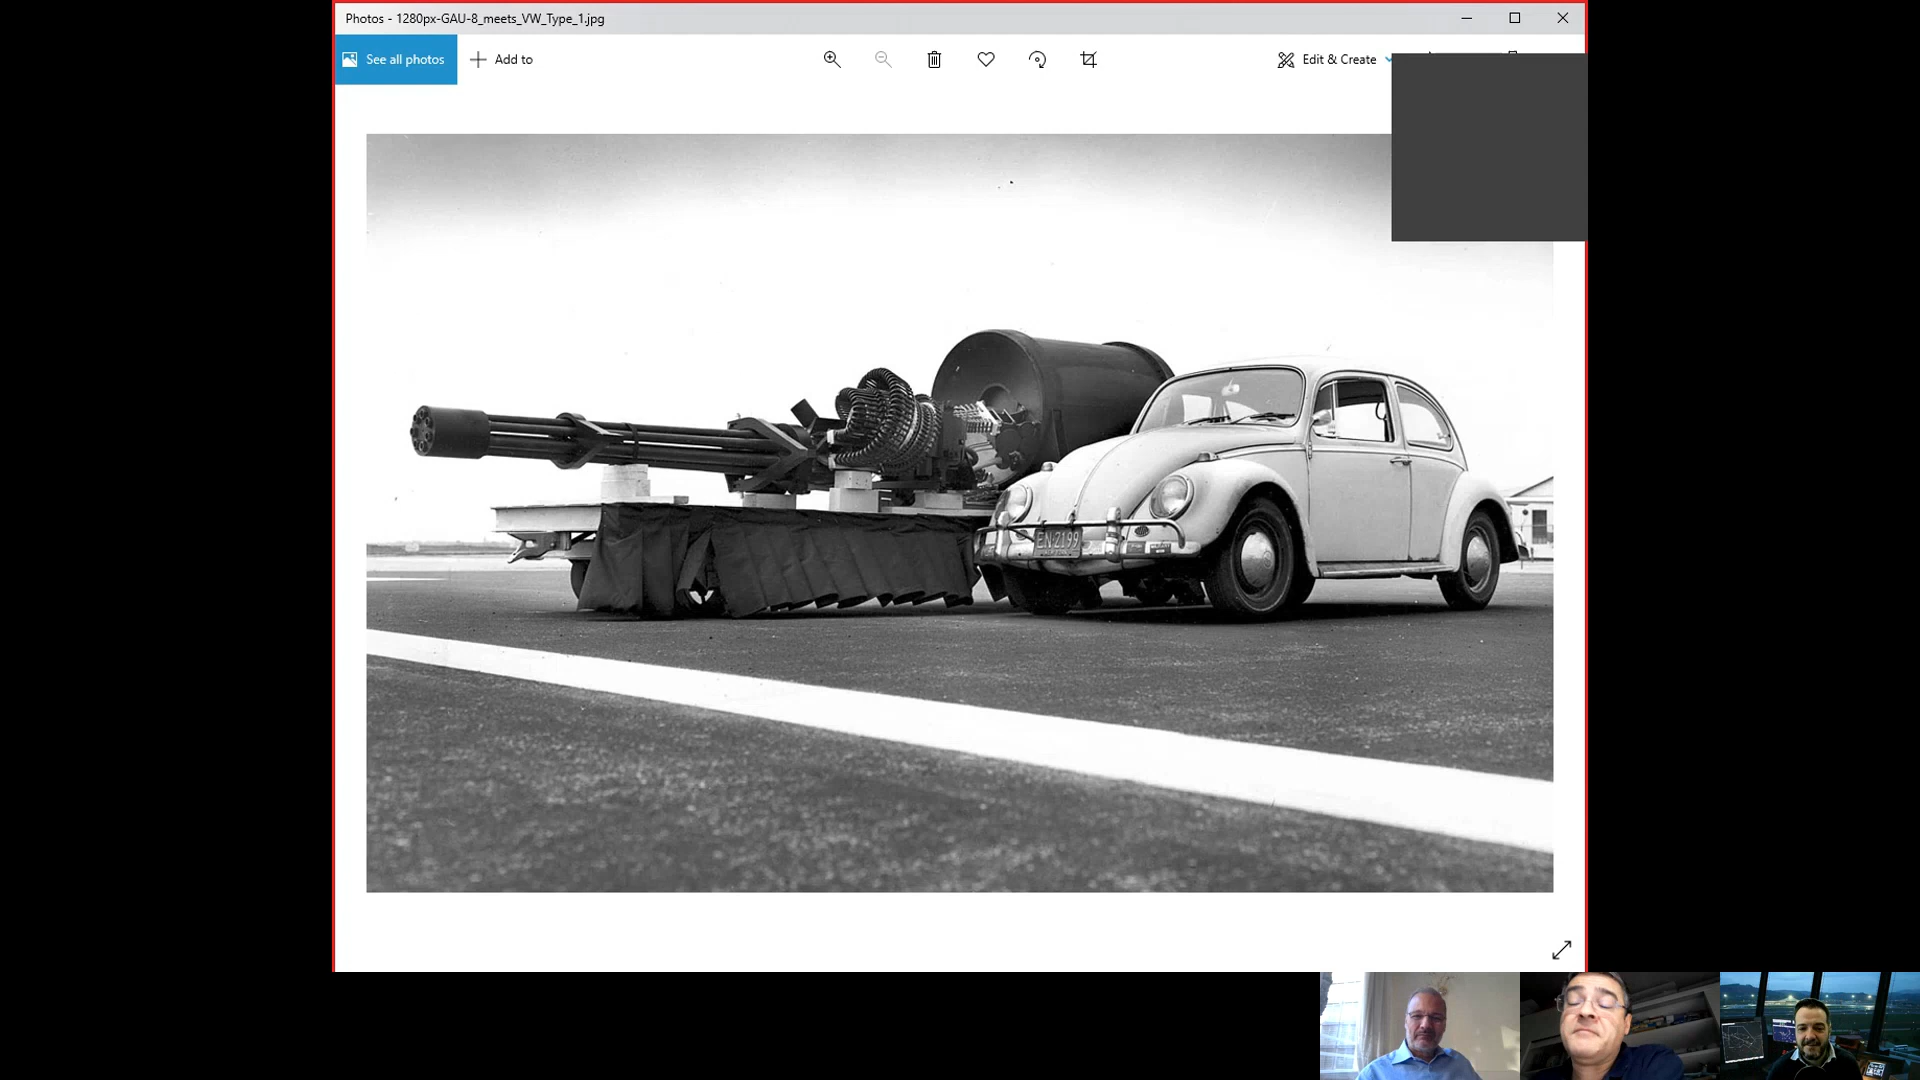 Photos - 1280px-GAU-8_meets_VW_Type_1.jpg
See all photos
Add to
Edit & Create
EN-2199